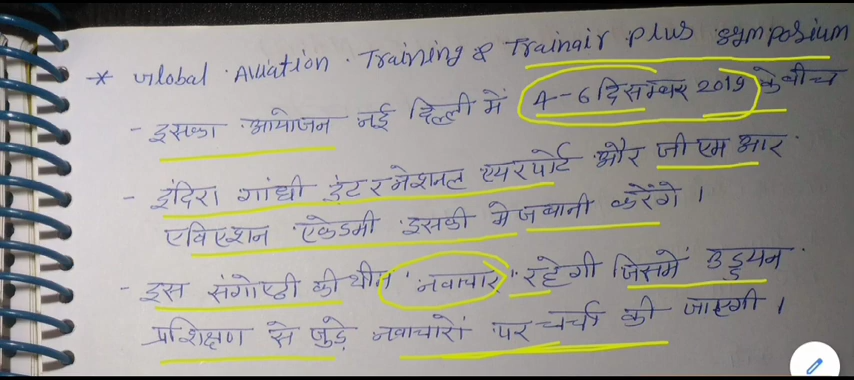 * Global Aviation Training & Trainair Plus Symposium
- इसका आयोजन नई दिल्ली में 4-6 दिसम्बर 2019 के बीच
- इंदिरा गांधी इंटरनेशनल एयरपोर्ट और जी एम आर
एविएशन एकेडमी इसकी मेजबानी करेंगे ।
- इस संगोष्ठी की थीम 'नवाचार' रहेगी जिसमें उड्डयन
प्रशिक्षण से जुड़े नवाचारों पर चर्चा की जाएगी ।